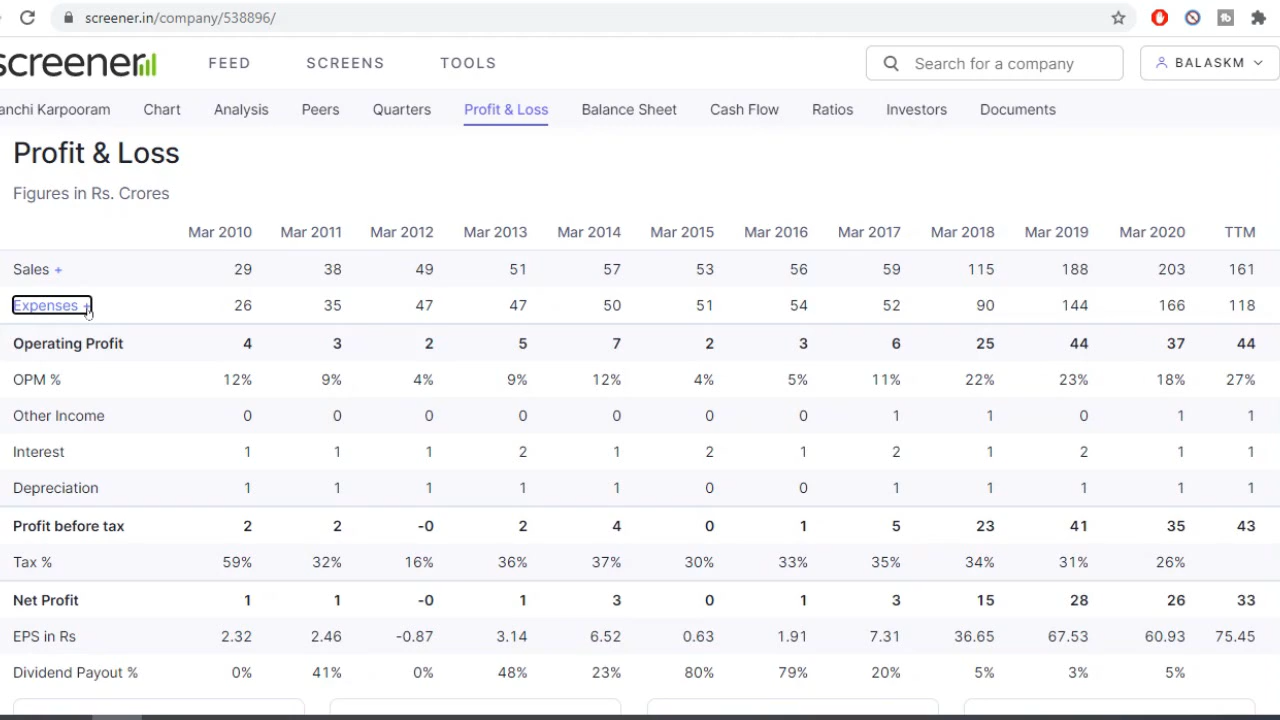 screener.in/company/538896/
screener
FEED SCREENS TOOLS
Search for a company
BALASKM
anchi Karpooram Chart Analysis Peers Quarters Profit & Loss Balance Sheet Cash Flow Ratios Investors Documents
Profit & Loss
Figures in Rs. Crores
Mar 2010 Mar 2011 Mar 2012 Mar 2013 Mar 2014 Mar 2015 Mar 2016 Mar 2017 Mar 2018 Mar 2019 Mar 2020 TTM
Sales + 29 38 49 51 57 53 56 59 115 188 203 161
Expenses + 26 35 47 47 50 51 54 52 90 144 166 118
Operating Profit 4 3 2 5 7 2 3 6 25 44 37 44
OPM % 12% 9% 4% 9% 12% 4% 5% 11% 22% 23% 18% 27%
Other Income 0 0 0 0 0 0 0 1 1 0 1 1
Interest 1 1 1 2 1 2 1 2 1 2 1 1
Depreciation 1 1 1 1 1 0 0 1 1 1 1 1
Profit before tax 2 2 -0 2 4 0 1 5 23 41 35 43
Tax % 59% 32% 16% 36% 37% 30% 33% 35% 34% 31% 26%
Net Profit 1 1 -0 1 3 0 1 3 15 28 26 33
EPS in Rs 2.32 2.46 -0.87 3.14 6.52 0.63 1.91 7.31 36.65 67.53 60.93 75.45
Dividend Payout % 0% 41% 0% 48% 23% 80% 79% 20% 5% 3% 5%